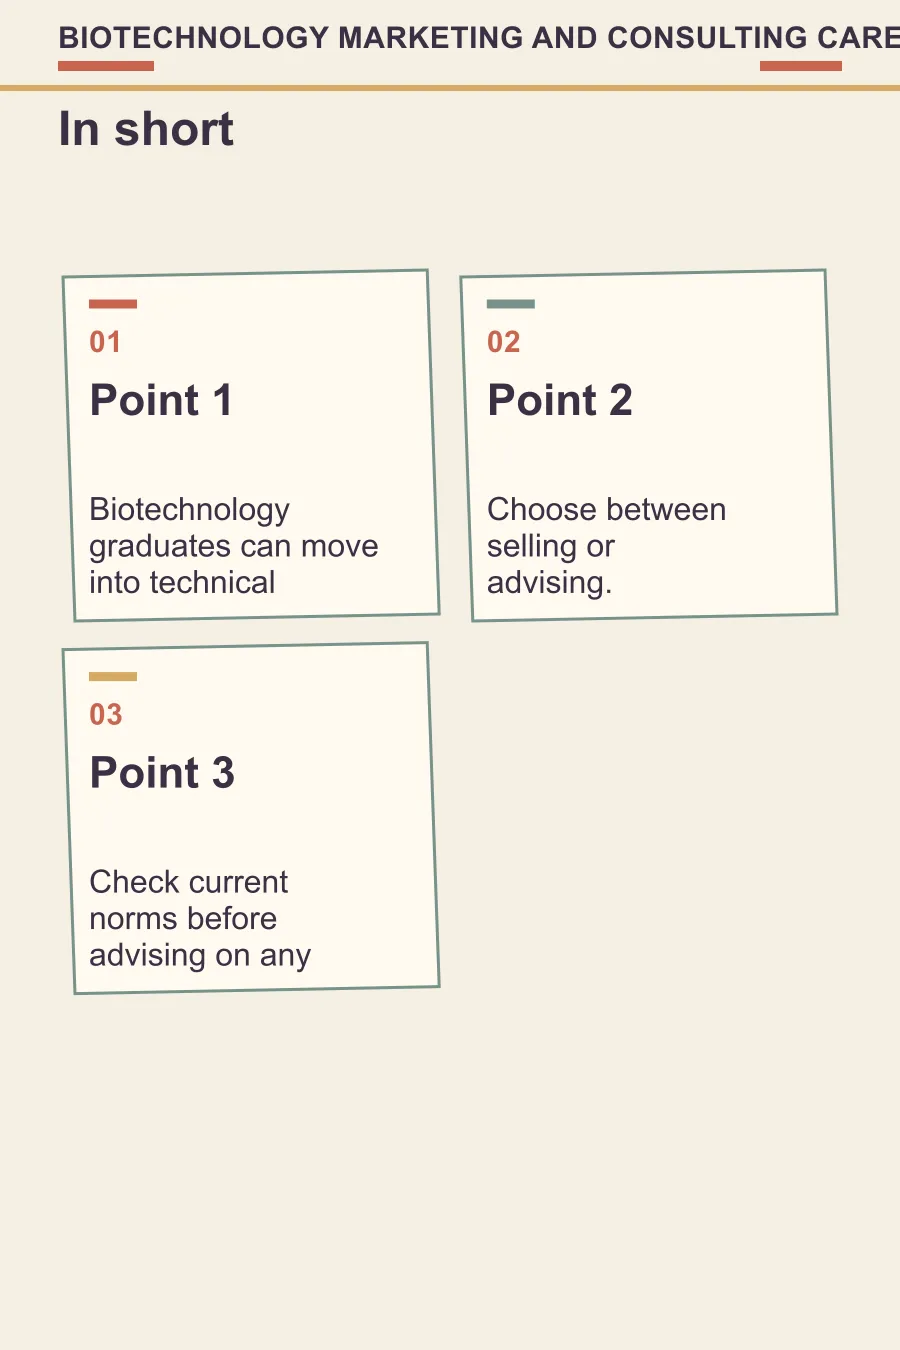 BIOTECHNOLOGY MARKETING AND CONSULTING CARE
In short
01
Point 1
Biotechnology
graduates can move
into technical
02
Point 2
Choose between
selling or
advising.
03
Point 3
Check current
norms before
advising on any